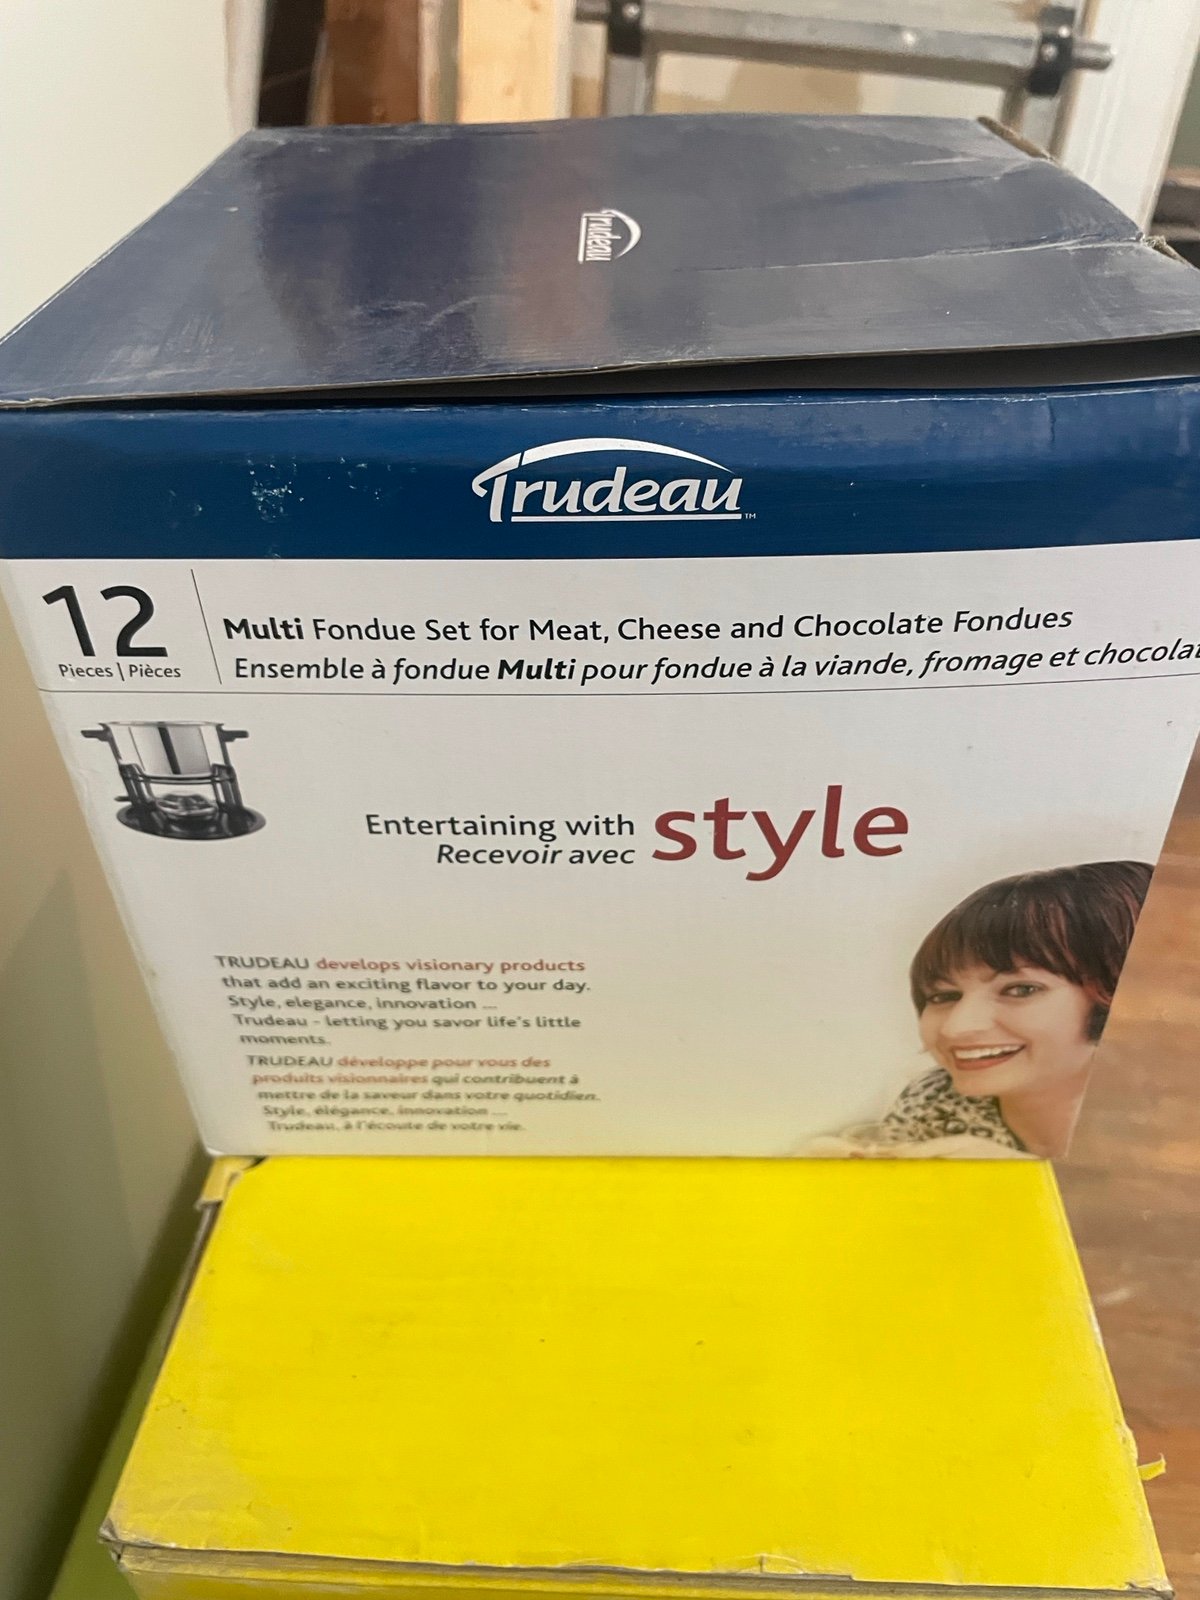 Trudeau
Trudeau™
12
Pieces | Pièces
Multi Fondue Set for Meat, Cheese and Chocolate Fondues
Ensemble à fondue Multi pour fondue à la viande, fromage et chocolat
Entertaining with style
Recevoir avec
TRUDEAU develops visionary products
that add an exciting flavor to your day.
Style, elegance, innovation ...
Trudeau - letting you savor life's little
moments.
TRUDEAU développe pour vous des
produits visionnaires qui contribuent à
mettre de la saveur dans votre quotidien.
Style, élégance, innovation ...
Trudeau, à l'écoute de votre vie.